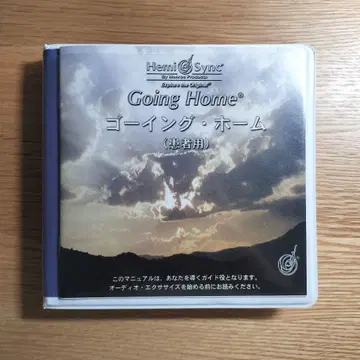 Hemi Sync®
By Monroe Products
Explore the Original™
Going Home®
ゴーイング・ホーム
(患者用)
このマニュアルは、あなたを導くガイド役となります。
オーディオ・エクササイズを始める前にお読みください。